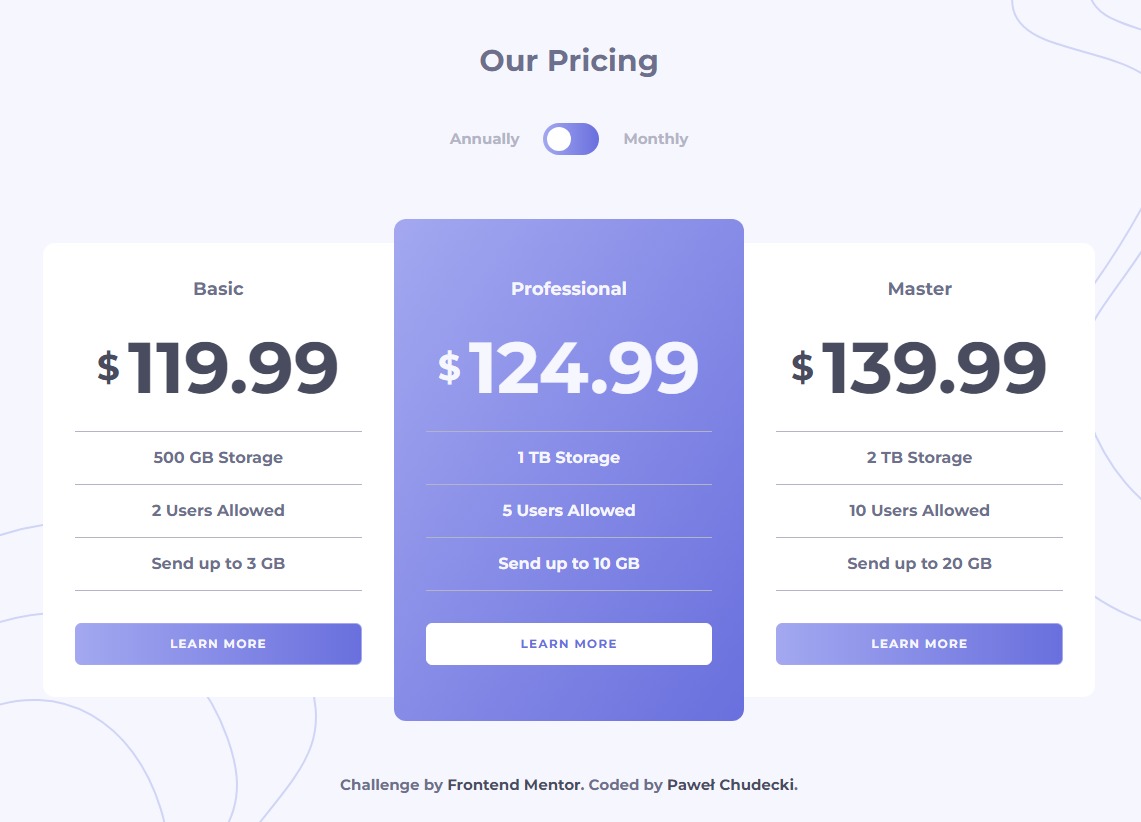 Our Pricing
Annually Monthly
Basic
$119.99
500 GB Storage
2 Users Allowed
Send up to 3 GB
LEARN MORE
Professional
$124.99
1 TB Storage
5 Users Allowed
Send up to 10 GB
LEARN MORE
Master
$139.99
2 TB Storage
10 Users Allowed
Send up to 20 GB
LEARN MORE
Challenge by Frontend Mentor. Coded by Paweł Chudecki.